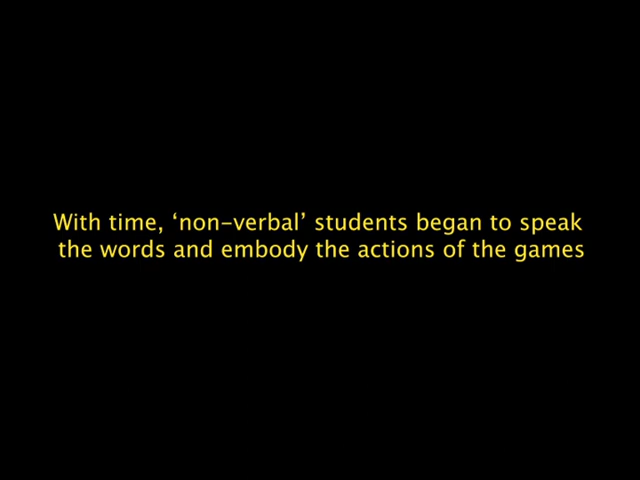 With time, ‘non-verbal’ students began to speak
the words and embody the actions of the games